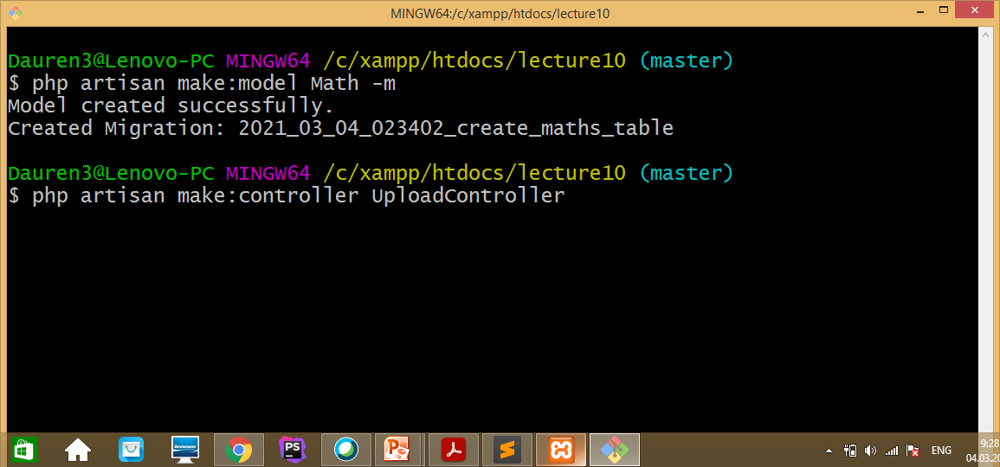 MINGW64:/c/xampp/htdocs/lecture10
Dauren3@Lenovo-PC MINGW64 /c/xampp/htdocs/lecture10 (master)
$ php artisan make:model Math -m
Model created successfully.
Created Migration: 2021_03_04_023402_create_maths_table
Dauren3@Lenovo-PC MINGW64 /c/xampp/htdocs/lecture10 (master)
$ php artisan make:controller UploadController
lenovo
PS
ENG
9:28
04.03.20